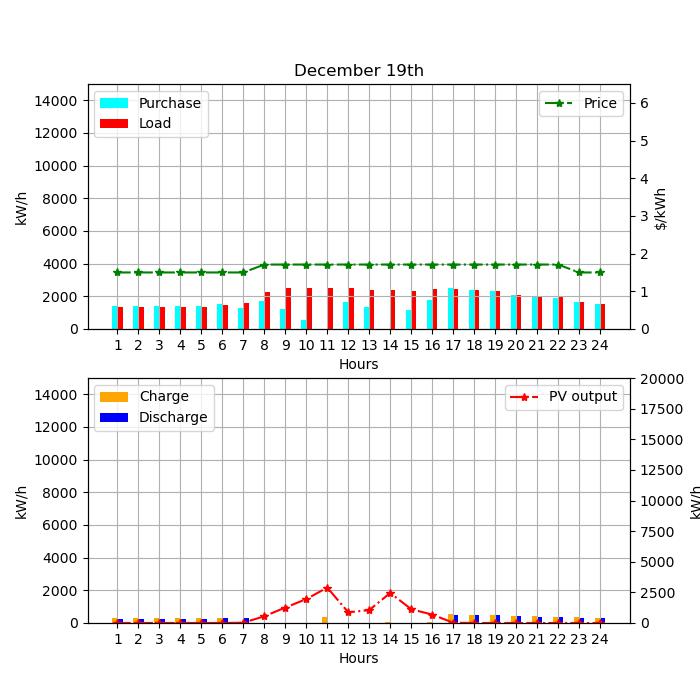 December 19th
14000
12000
10000
8000
6000
4000
2000
0
kW/h
Purchase
Load
Price
6
5
4
3
2
1
0
$/kWh
1 2 3 4 5 6 7 8 9 10 11 12 13 14 15 16 17 18 19 20 21 22 23 24
Hours
14000
12000
10000
8000
6000
4000
2000
0
kW/h
Charge
Discharge
PV output
20000
17500
15000
12500
10000
7500
5000
2500
0
kW/h
1 2 3 4 5 6 7 8 9 10 11 12 13 14 15 16 17 18 19 20 21 22 23 24
Hours